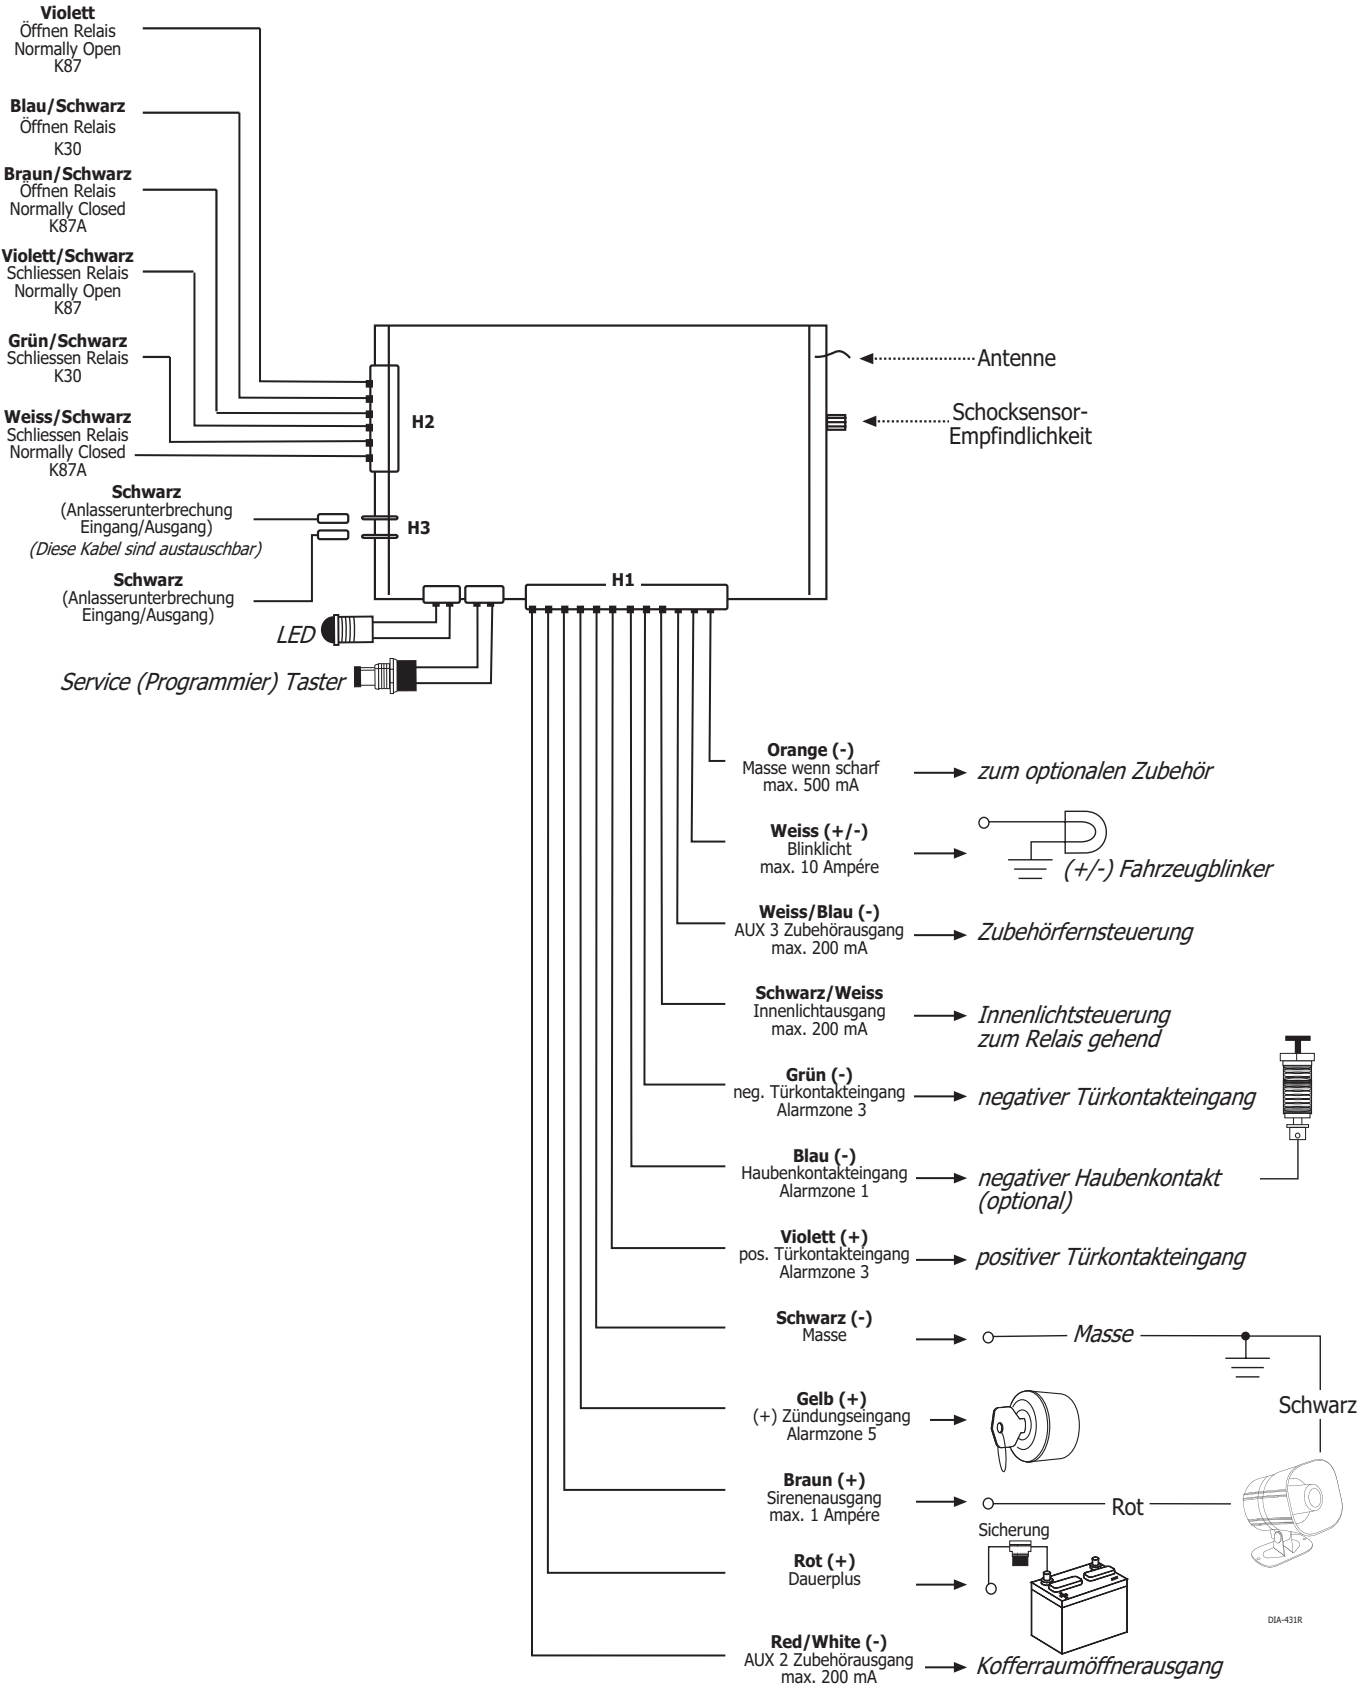 Violett
Öffnen Relais
Normally Open
K87
Blau/Schwarz
Öffnen Relais
K30
Braun/Schwarz
Öffnen Relais
Normally Closed
K87A
Violett/Schwarz
Schliessen Relais
Normally Open
K87
Grün/Schwarz
Schliessen Relais
K30
Weiss/Schwarz
Schliessen Relais
Normally Closed
K87A
Schwarz
(Anlasserunterbrechung
Eingang/Ausgang)
(Diese Kabel sind austauschbar)
Schwarz
(Anlasserunterbrechung
Eingang/Ausgang)
H2
H3
H1
Antenne
Schocksensor-
Empfindlichkeit
LED
Service (Programmier) Taster
Orange (-)
Masse wenn scharf
max. 500 mA
zum optionalen Zubehör
Weiss (+/-)
Blinklicht
max. 10 Ampére
(+/-) Fahrzeugblinker
Weiss/Blau (-)
AUX 3 Zubehörausgang
max. 200 mA
Zubehörfernsteuerung
Schwarz/Weiss
Innenlichtausgang
max. 200 mA
Innenlichtsteuerung
zum Relais gehend
Grün (-)
neg. Türkontakteingang
Alarmzone 3
negativer Türkontakteingang
Blau (-)
Haubenkontakteingang
Alarmzone 1
negativer Haubenkontakt
(optional)
Violett (+)
pos. Türkontakteingang
Alarmzone 3
positiver Türkontakteingang
Schwarz (-)
Masse
Masse
Schwarz
Gelb (+)
(+) Zündungseingang
Alarmzone 5
Braun (+)
Sirenenausgang
max. 1 Ampére
Rot
Sicherung
Rot (+)
Dauerplus
DIA-431R
Red/White (-)
AUX 2 Zubehörausgang
max. 200 mA
Kofferraumöffnerausgang